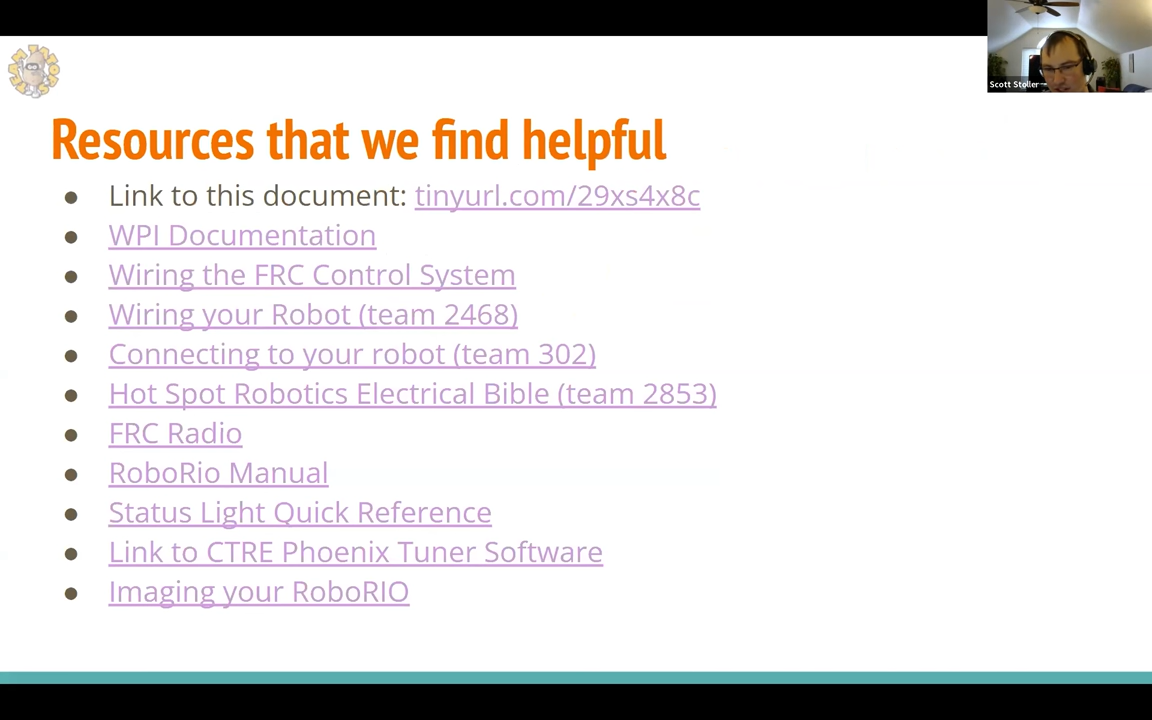 Scott Stoller
Resources that we find helpful
● Link to this document: tinyurl.com/29xs4x8c
● WPI Documentation
● Wiring the FRC Control System
● Wiring your Robot (team 2468)
● Connecting to your robot (team 302)
● Hot Spot Robotics Electrical Bible (team 2853)
● FRC Radio
● RoboRio Manual
● Status Light Quick Reference
● Link to CTRE Phoenix Tuner Software
● Imaging your RoboRIO